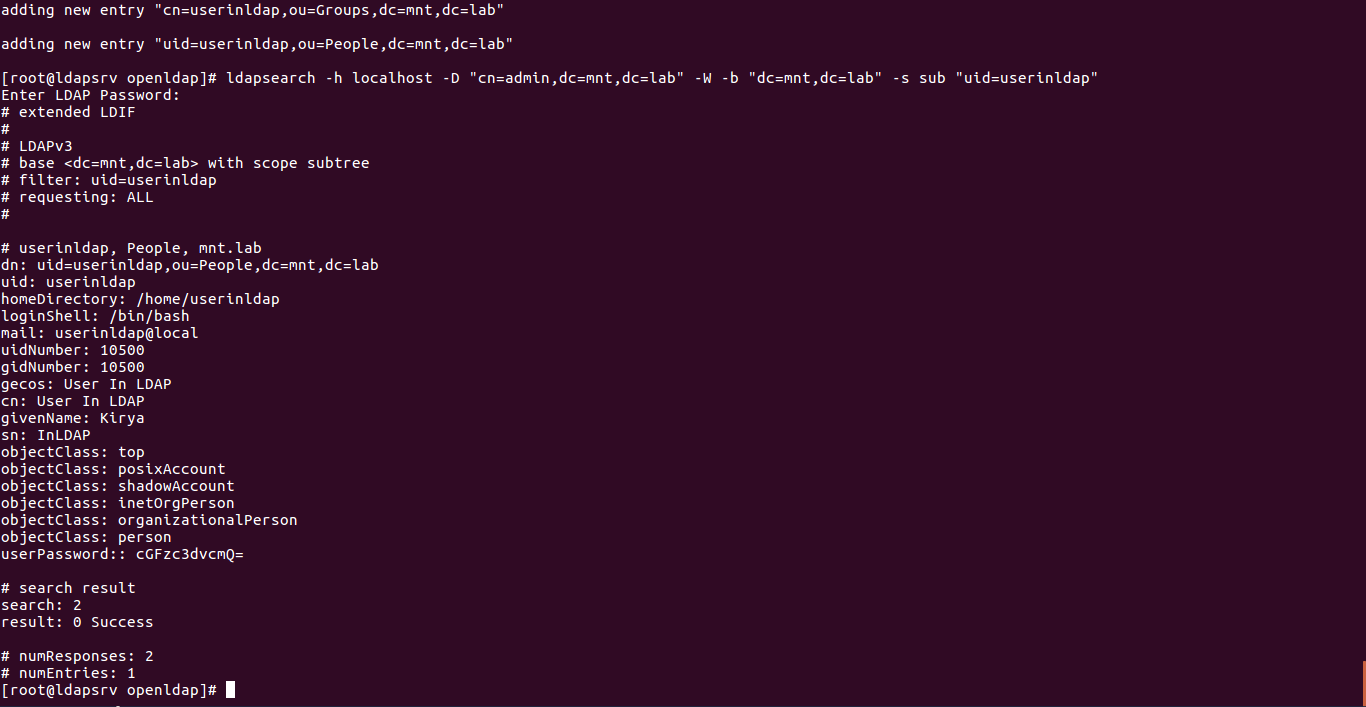 adding new entry "cn=userinldap,ou=Groups,dc=mnt,dc=lab"
adding new entry "uid=userinldap,ou=People,dc=mnt,dc=lab"
[root@ldapsrv openldap]# ldapsearch -h localhost -D "cn=admin,dc=mnt,dc=lab" -W -b "dc=mnt,dc=lab" -s sub "uid=userinldap"
Enter LDAP Password:
# extended LDIF
#
# LDAPv3
# base <dc=mnt,dc=lab> with scope subtree
# filter: uid=userinldap
# requesting: ALL
#
# userinldap, People, mnt.lab
dn: uid=userinldap,ou=People,dc=mnt,dc=lab
uid: userinldap
homeDirectory: /home/userinldap
loginShell: /bin/bash
mail: userinldap@local
uidNumber: 10500
gidNumber: 10500
gecos: User In LDAP
cn: User In LDAP
givenName: Kirya
sn: InLDAP
objectClass: top
objectClass: posixAccount
objectClass: shadowAccount
objectClass: inetOrgPerson
objectClass: organizationalPerson
objectClass: person
userPassword:: cGFzc3dvcmQ=
# search result
search: 2
result: 0 Success
# numResponses: 2
# numEntries: 1
[root@ldapsrv openldap]#